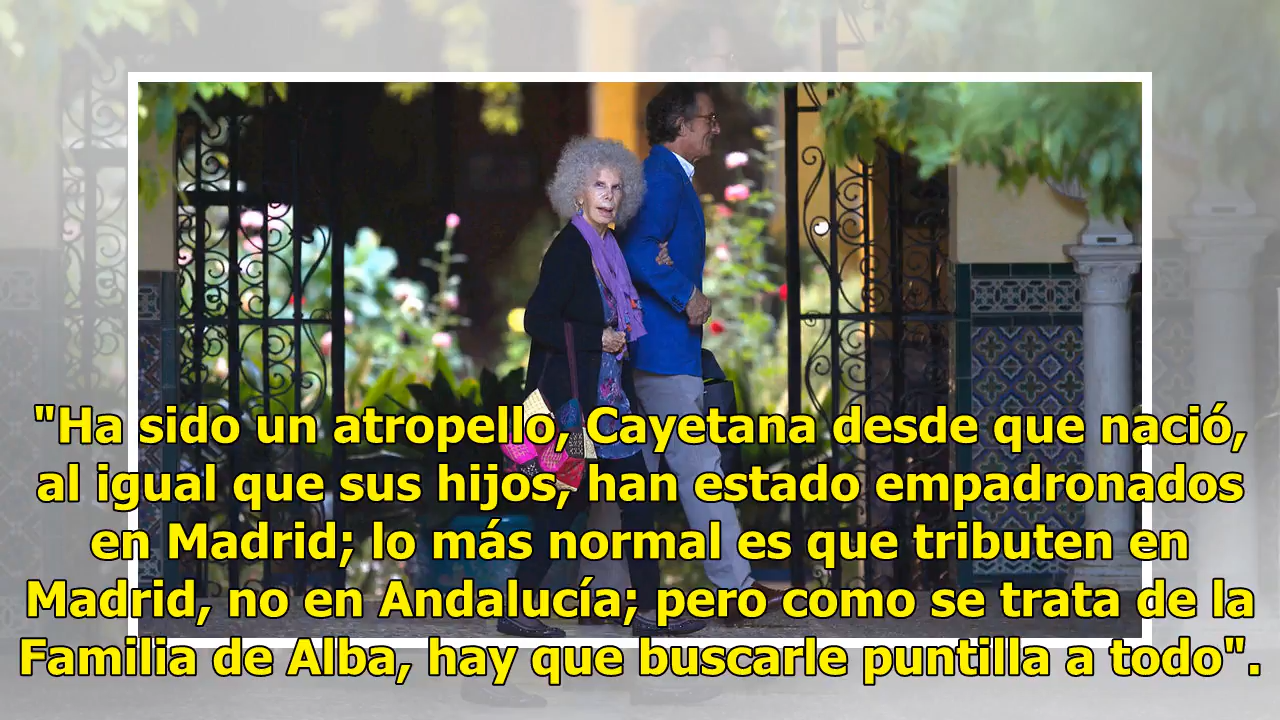 "Ha sido un atropello, Cayetana desde que nació,
al igual que sus hijos, han estado empadronados
en Madrid; lo más normal es que tributen en
Madrid, no en Andalucía; pero como se trata de la
Familia de Alba, hay que buscarle puntilla a todo".